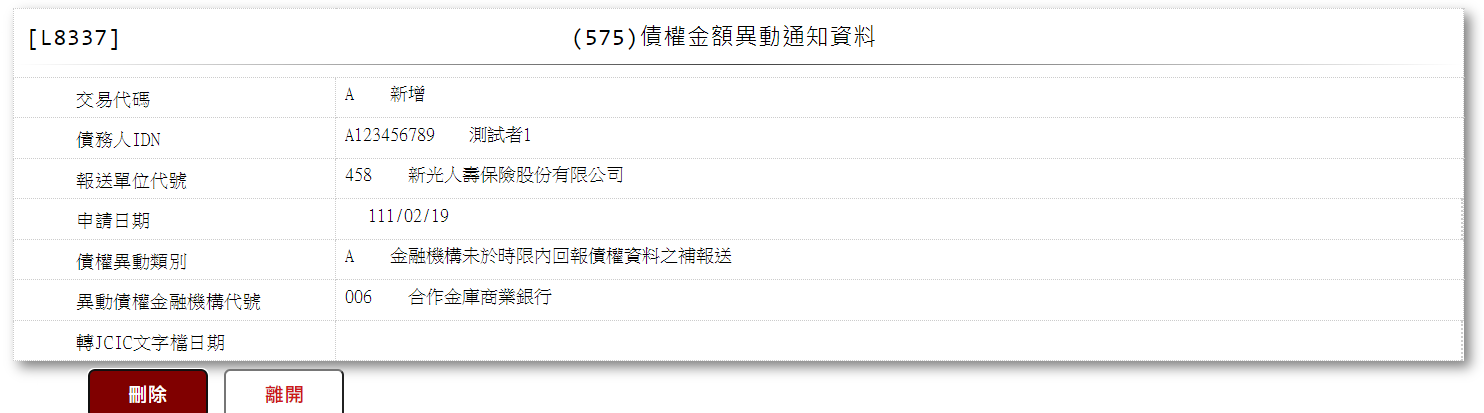 [L8337] (575)債權金額異動通知資料
交易代碼 A 新增
債務人IDN A123456789 測試者1
報送單位代號 458 新光人壽保險股份有限公司
申請日期 111/02/19
債權異動類別 A 金融機構未於時限內回報債權資料之補報送
異動債權金融機構代號 006 合作金庫商業銀行
轉JCIC文字檔日期
刪除 離開